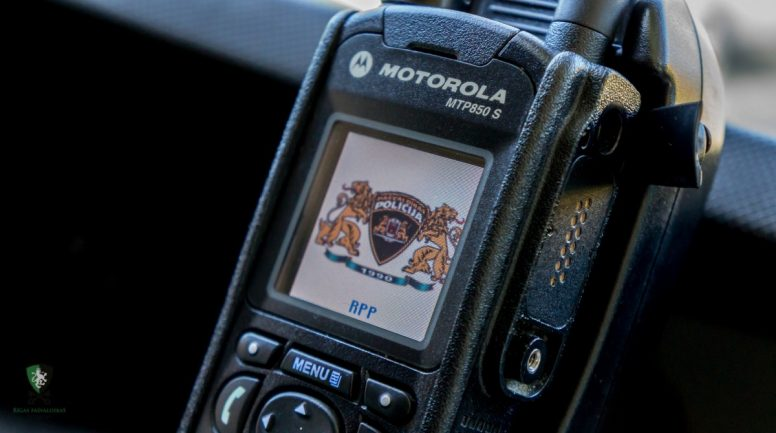 MOTOROLA
MTP850 S
POLICIJA
1990
RPP
MENU